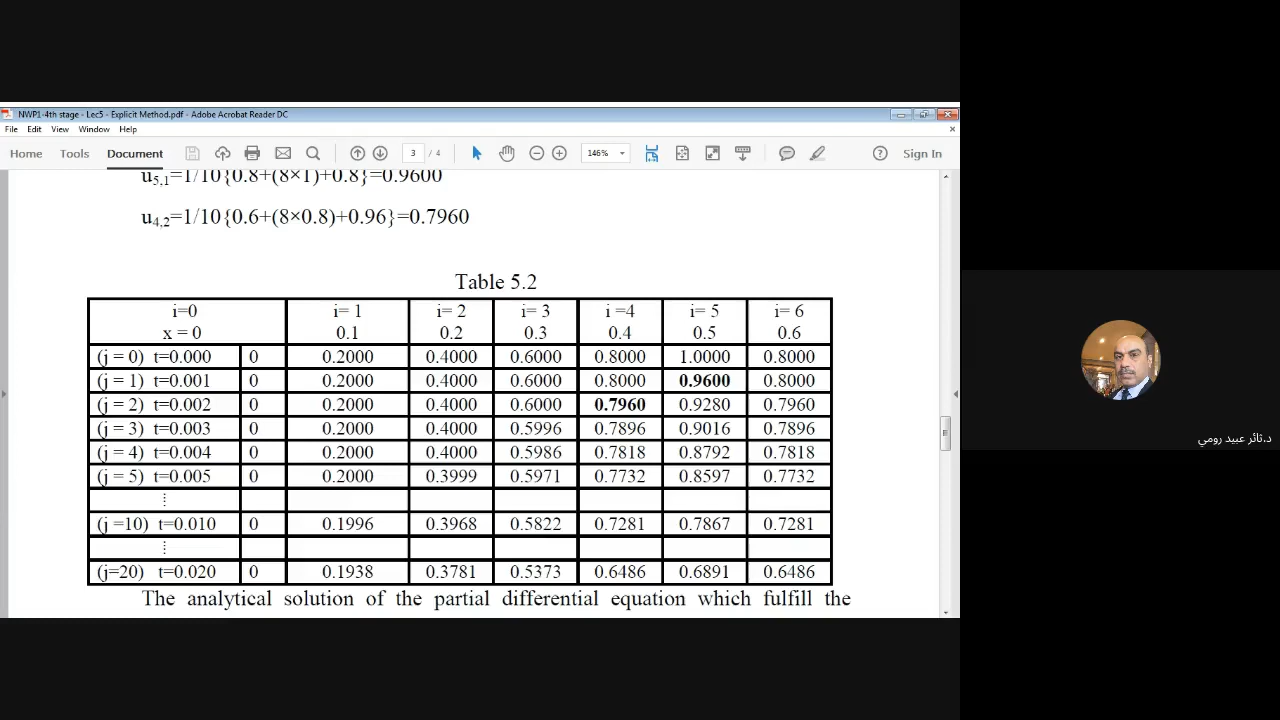 NWP1-4th stage - Lec5 - Explicit Method.pdf - Adobe Acrobat Reader DC
File Edit View Window Help
Home Tools Document 3 / 4 146% Sign In
u5,1=1/10{0.8+(8×1)+0.8}=0.9600
u4,2=1/10{0.6+(8×0.8)+0.96}=0.7960
Table 5.2
i=0 i= 1 i= 2 i= 3 i =4 i= 5 i= 6
x = 0 0.1 0.2 0.3 0.4 0.5 0.6
(j = 0) t=0.000 0 0.2000 0.4000 0.6000 0.8000 1.0000 0.8000
(j = 1) t=0.001 0 0.2000 0.4000 0.6000 0.8000 0.9600 0.8000
(j = 2) t=0.002 0 0.2000 0.4000 0.6000 0.7960 0.9280 0.7960
(j = 3) t=0.003 0 0.2000 0.4000 0.5996 0.7896 0.9016 0.7896
(j = 4) t=0.004 0 0.2000 0.4000 0.5986 0.7818 0.8792 0.7818
(j = 5) t=0.005 0 0.2000 0.3999 0.5971 0.7732 0.8597 0.7732
⋮
(j =10) t=0.010 0 0.1996 0.3968 0.5822 0.7281 0.7867 0.7281
⋮
(j=20) t=0.020 0 0.1938 0.3781 0.5373 0.6486 0.6891 0.6486
The analytical solution of the partial differential equation which fulfill the
د.ثائر عبيد رومي